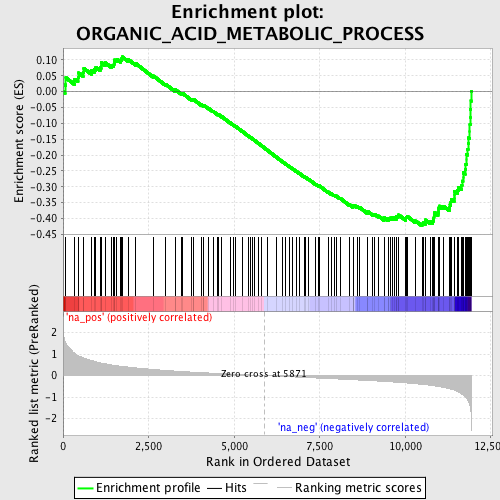 Enrichment plot:
ORGANIC_ACID_METABOLIC_PROCESS
Enrichment score (ES)
0.10
0.05
0.00
-0.05
-0.10
-0.15
-0.20
-0.25
-0.30
-0.35
-0.40
-0.45
'na_pos' (positively correlated)
Ranked list metric (PreRanked)
2
1
0
-1
-2
Zero cross at 5871
'na_neg' (negatively correlated)
0
2,500
5,000
7,500
10,000
12,500
Rank in Ordered Dataset
Enrichment profile
Hits
Ranking metric scores